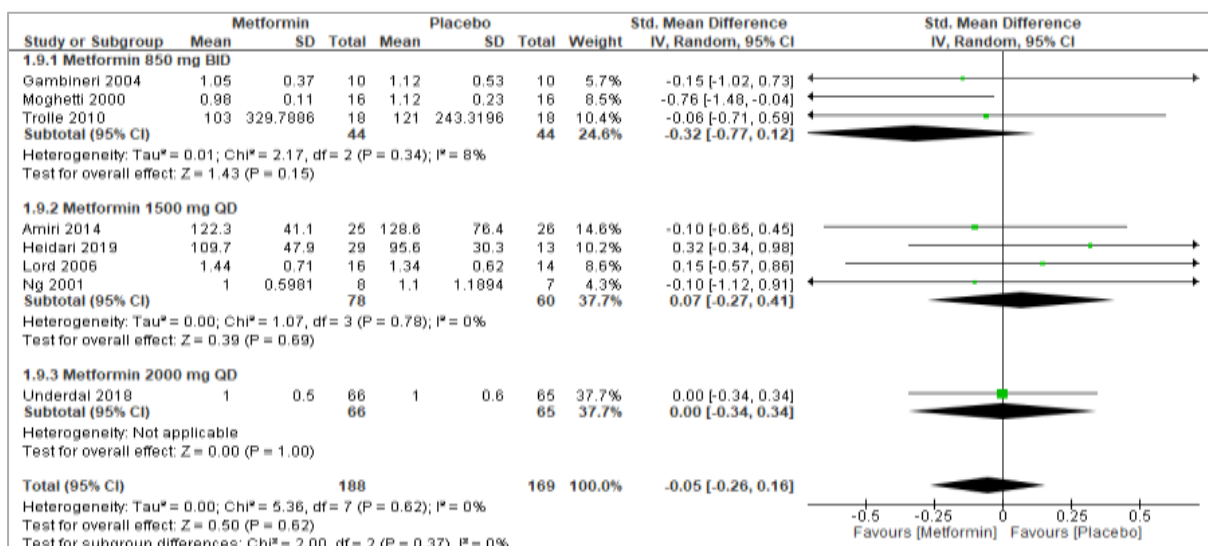 Metformin Placebo Std. Mean Difference Std. Mean Difference
Study or Subgroup Mean SD Total Mean SD Total Weight IV, Random, 95% CI IV, Random, 95% CI
1.9.1 Metformin 850 mg BID
Gambineri 2004 1.05 0.37 10 1.12 0.53 10 5.7% -0.15 [-1.02, 0.73]
Moghetti 2000 0.98 0.11 16 1.12 0.23 16 8.5% -0.76 [-1.48, -0.04]
Trolle 2010 103 329.7886 18 121 243.3196 18 10.4% -0.06 [-0.71, 0.59]
Subtotal (95% CI) 44 44 24.6% -0.32 [-0.77, 0.12]
Heterogeneity: Tau² = 0.01; Chi² = 2.17, df = 2 (P = 0.34); I² = 8%
Test for overall effect: Z = 1.43 (P = 0.15)
1.9.2 Metformin 1500 mg QD
Amiri 2014 122.3 41.1 25 128.6 76.4 26 14.6% -0.10 [-0.65, 0.45]
Heidari 2019 109.7 47.9 29 95.6 30.3 13 10.2% 0.32 [-0.34, 0.98]
Lord 2006 1.44 0.71 16 1.34 0.62 14 8.6% 0.15 [-0.57, 0.86]
Ng 2001 1 0.5981 8 1.1 1.1894 7 4.3% -0.10 [-1.12, 0.91]
Subtotal (95% CI) 78 60 37.7% 0.07 [-0.27, 0.41]
Heterogeneity: Tau² = 0.00; Chi² = 1.07, df = 3 (P = 0.78); I² = 0%
Test for overall effect: Z = 0.39 (P = 0.69)
1.9.3 Metformin 2000 mg QD
Underdal 2018 1 0.5 66 1 0.6 65 37.7% 0.00 [-0.34, 0.34]
Subtotal (95% CI) 66 65 37.7% 0.00 [-0.34, 0.34]
Heterogeneity: Not applicable
Test for overall effect: Z = 0.00 (P = 1.00)
Total (95% CI) 188 169 100.0% -0.05 [-0.26, 0.16]
Heterogeneity: Tau² = 0.00; Chi² = 5.36, df = 7 (P = 0.62); I² = 0%
Test for overall effect: Z = 0.50 (P = 0.62)
Test for subgroup differences: Chi² = 2.00, df = 2 (P = 0.37), I² = 0%
-0.5 -0.25 0 0.25 0.5
Favours [Metformin] Favours [Placebo]